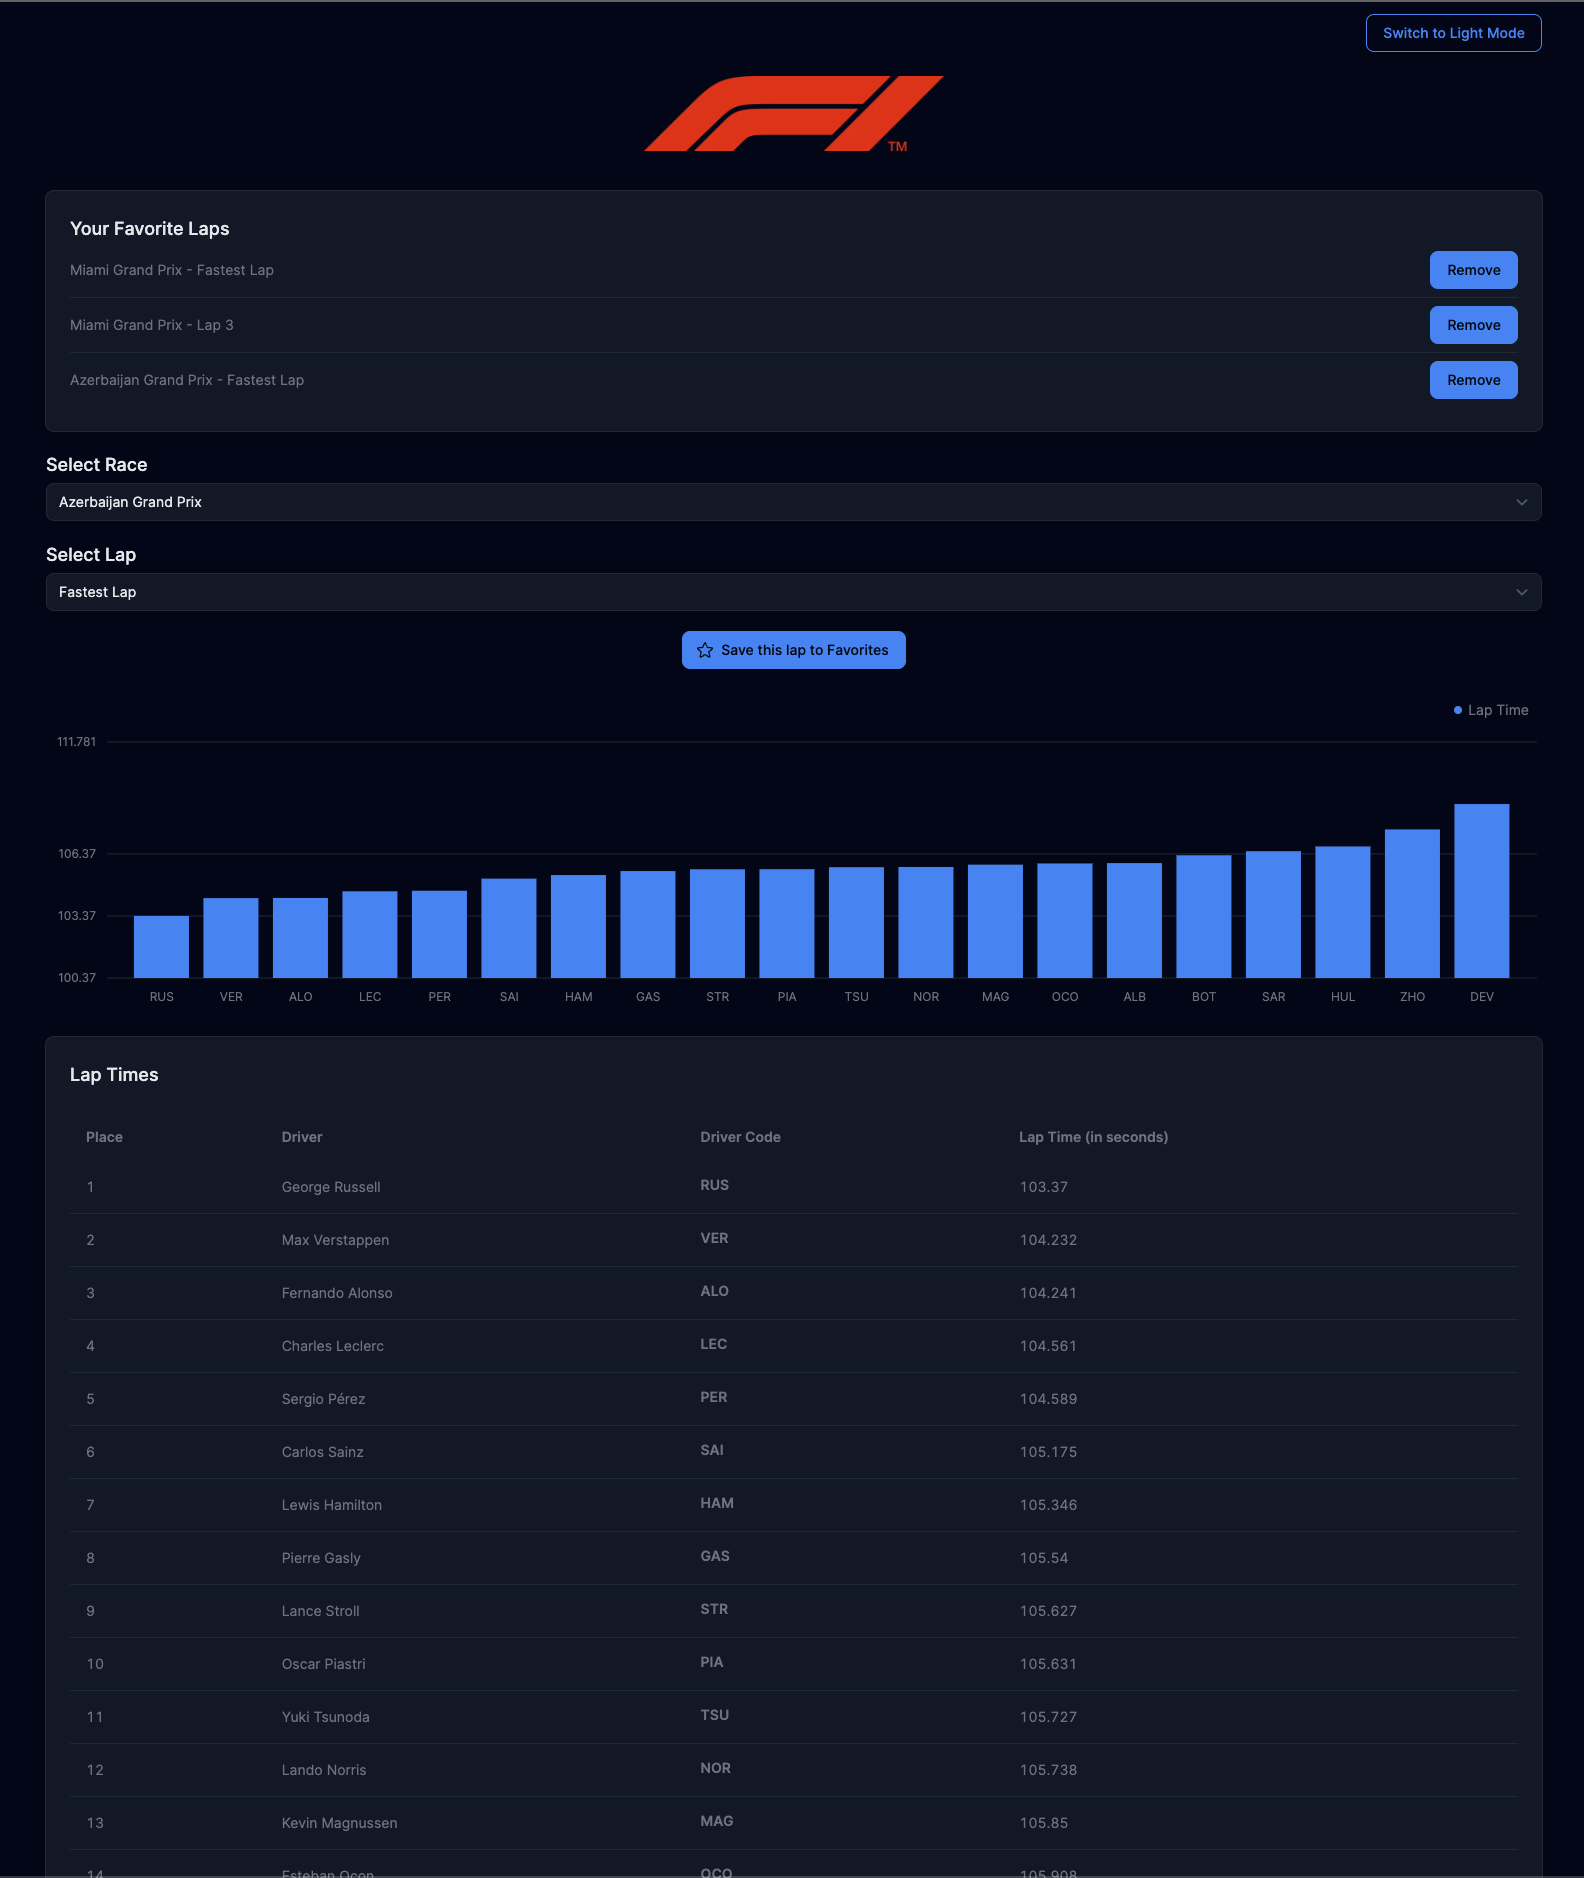 Switch to Light Mode
F1 TM
Your Favorite Laps
Miami Grand Prix - Fastest Lap Remove
Miami Grand Prix - Lap 3 Remove
Azerbaijan Grand Prix - Fastest Lap Remove
Select Race
Azerbaijan Grand Prix
Select Lap
Fastest Lap
Save this lap to Favorites
Lap Time
111.781
106.37
103.37
100.37
RUS VER ALO LEC PER SAI HAM GAS STR PIA TSU NOR MAG OCO ALB BOT SAR HUL ZHO DEV
Lap Times
Place Driver Driver Code Lap Time (in seconds)
1 George Russell RUS 103.37
2 Max Verstappen VER 104.232
3 Fernando Alonso ALO 104.241
4 Charles Leclerc LEC 104.561
5 Sergio Pérez PER 104.589
6 Carlos Sainz SAI 105.175
7 Lewis Hamilton HAM 105.346
8 Pierre Gasly GAS 105.54
9 Lance Stroll STR 105.627
10 Oscar Piastri PIA 105.631
11 Yuki Tsunoda TSU 105.727
12 Lando Norris NOR 105.738
13 Kevin Magnussen MAG 105.85
14 Esteban Ocon OCO 105.908